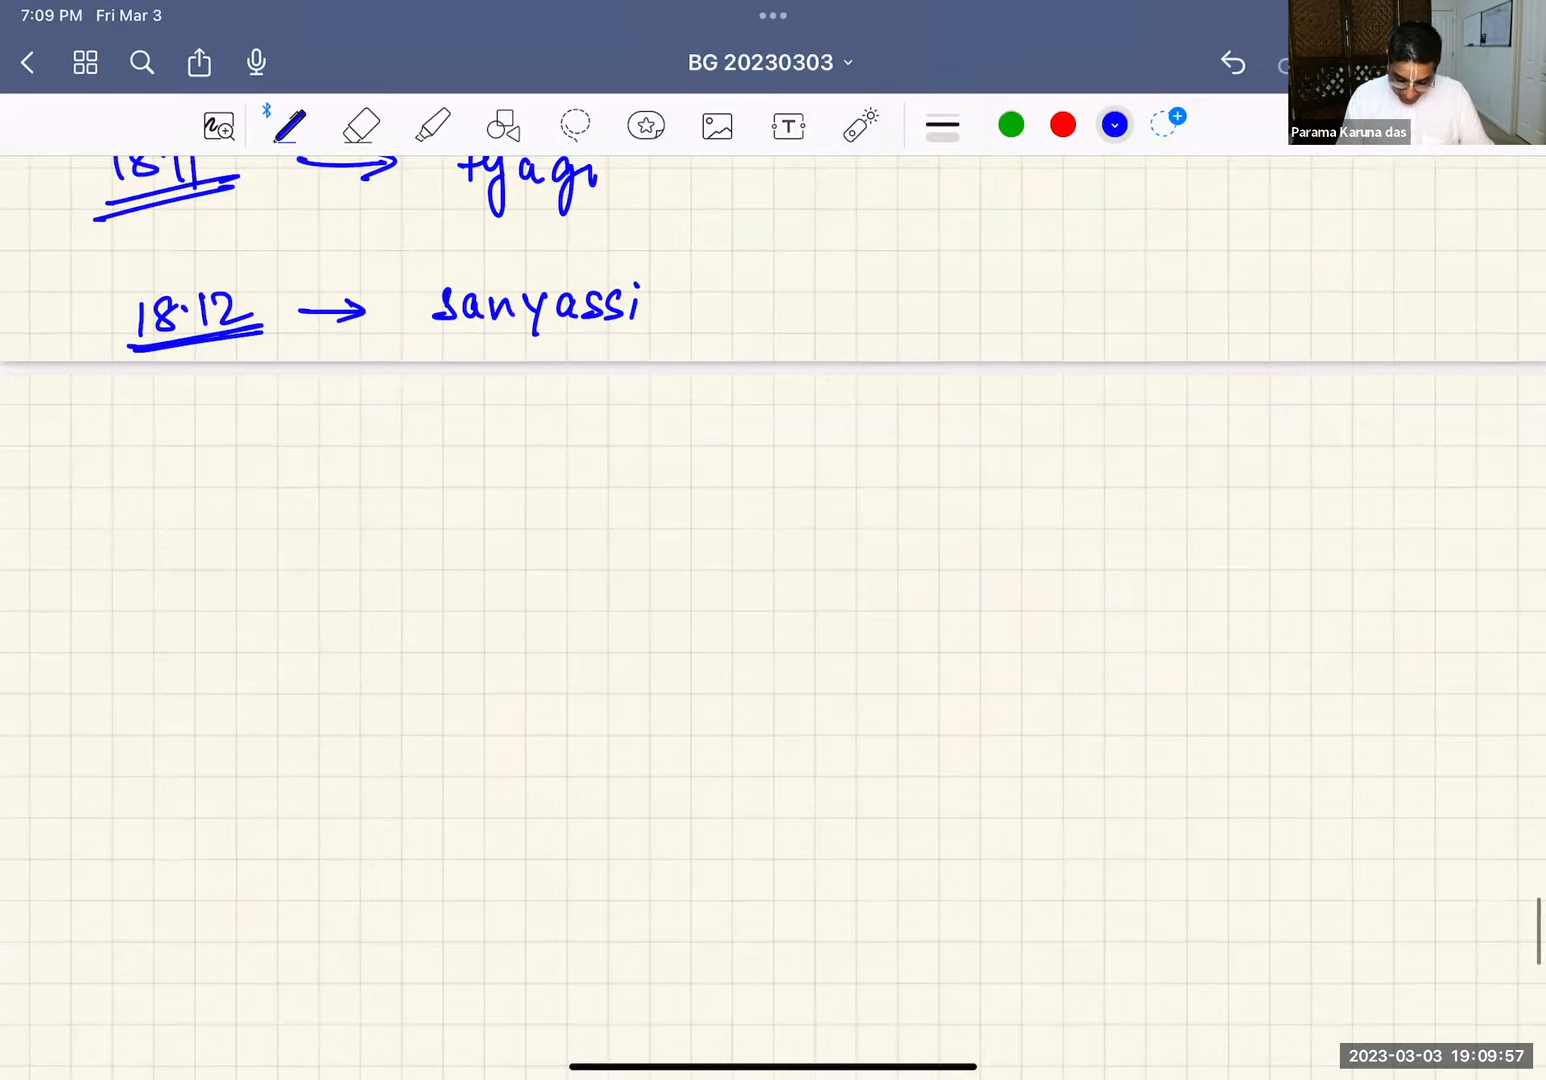 7:09 PM Fri Mar 3
BG 20230303
Parama Karuna das
18.11 → tyagi
18.12 → sanyassi
2023-03-03 19:09:57